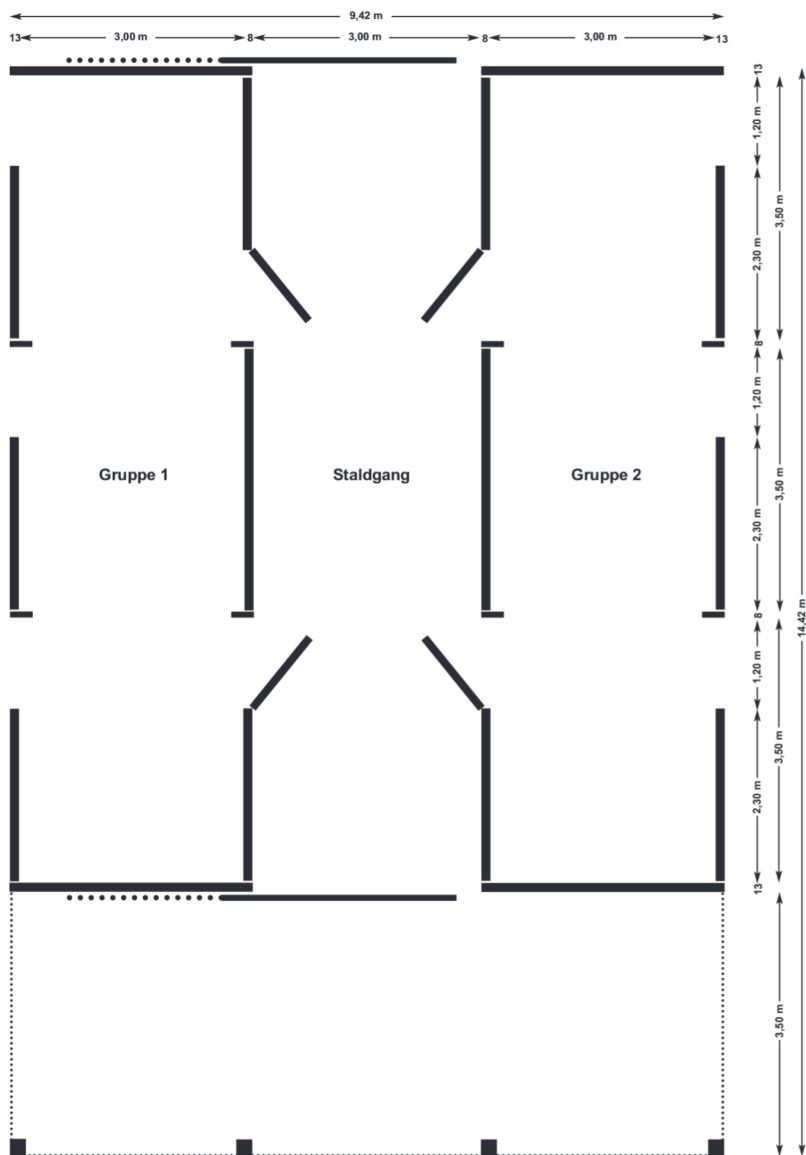 9,42 m
13 3,00 m 8 3,00 m 8 3,00 m 13
13
1,20 m
3,50 m
2,30 m
8
1,20 m
Gruppe 1 Staldgang Gruppe 2
3,50 m
2,30 m
8
14,42 m
1,20 m
3,50 m
2,30 m
13
3,50 m